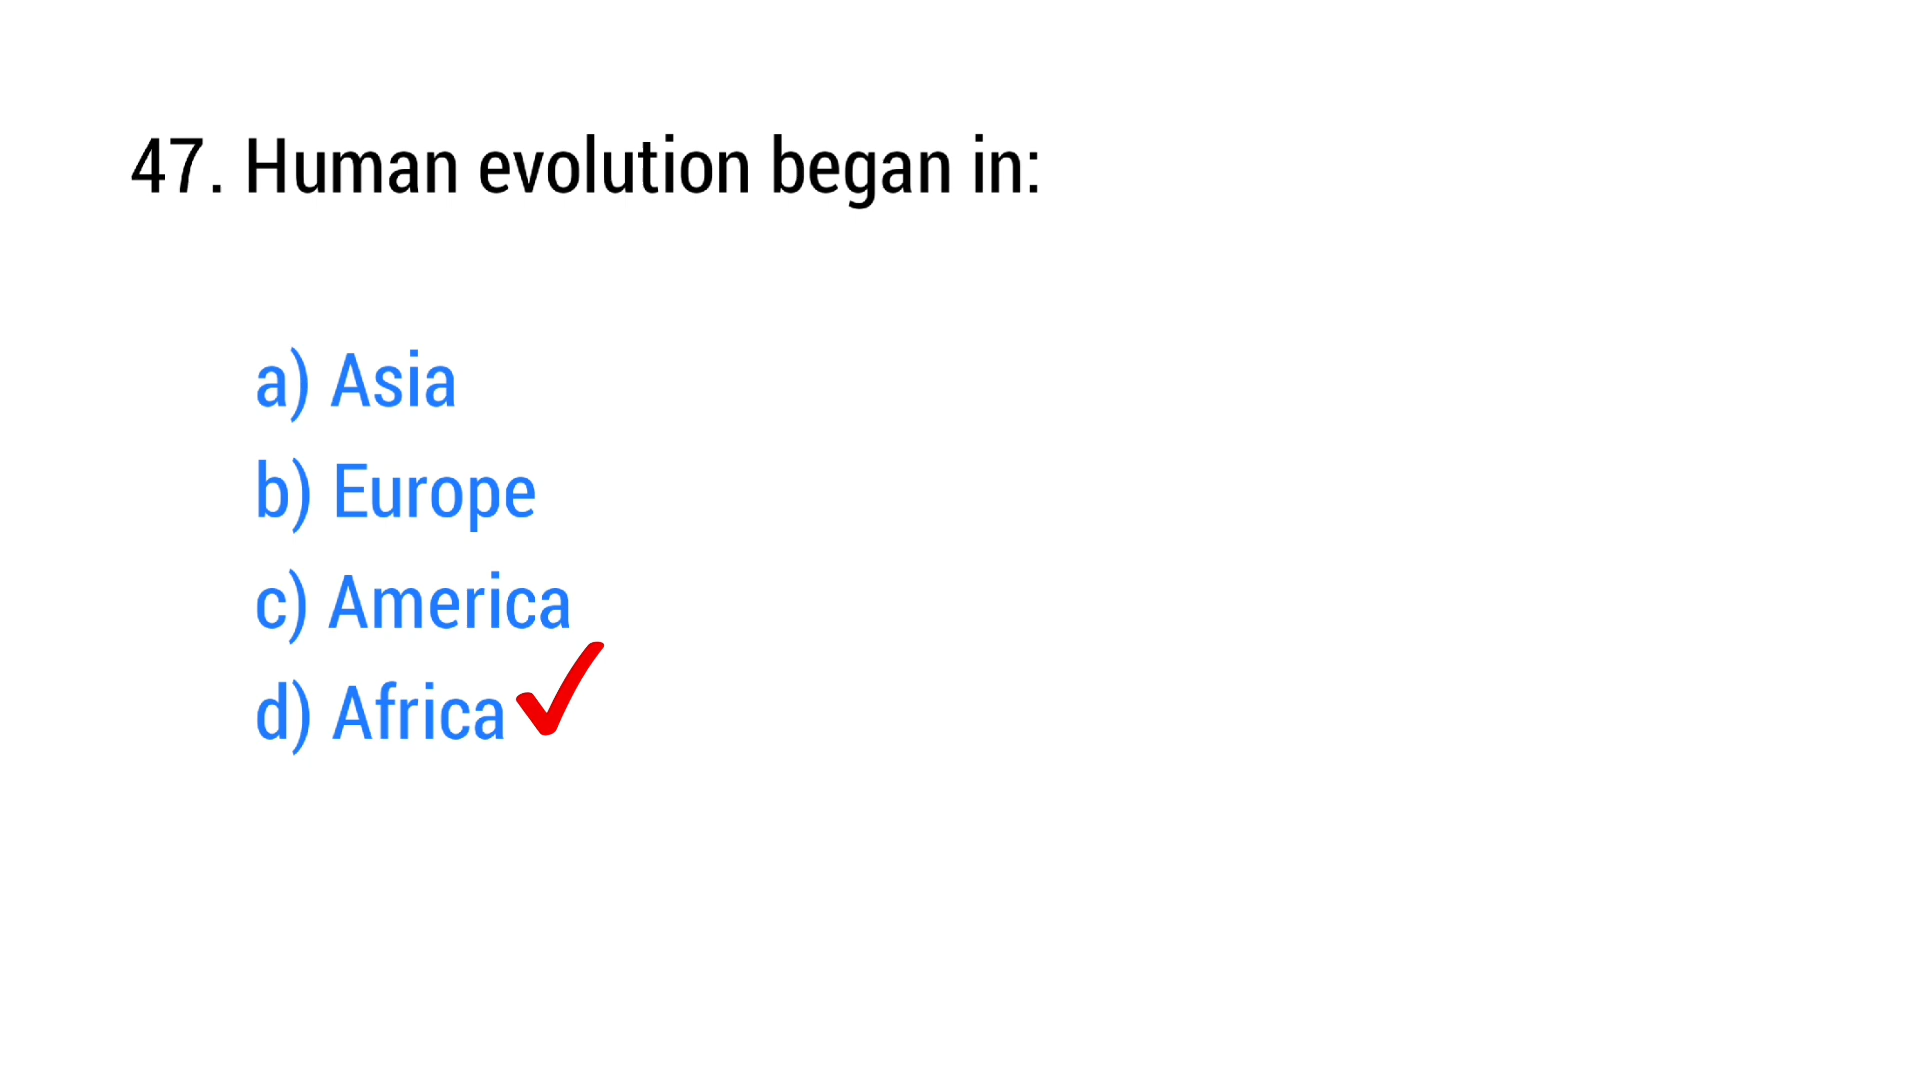 47. Human evolution began in:
a) Asia
b) Europe
c) America
d) Africa